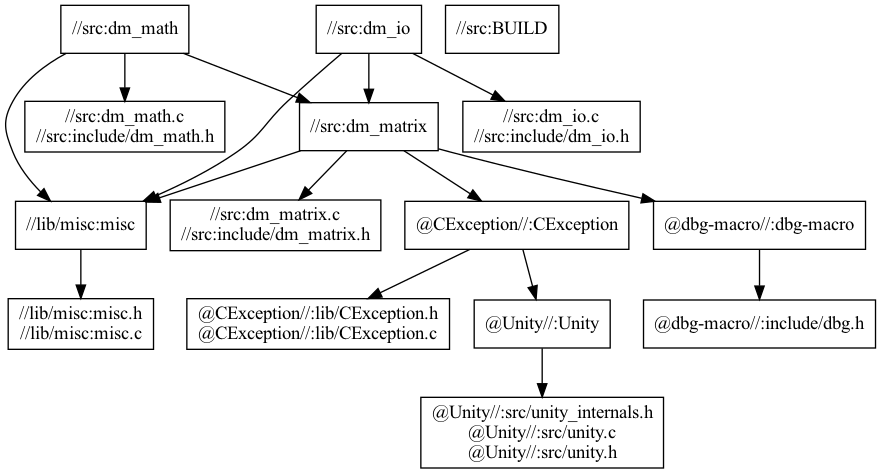 //src:dm_math
//src:dm_io
//src:BUILD
//src:dm_math.c
//src:include/dm_math.h
//src:dm_matrix
//src:dm_io.c
//src:include/dm_io.h
//lib/misc:misc
//src:dm_matrix.c
//src:include/dm_matrix.h
@CException//:CException
@dbg-macro//:dbg-macro
//lib/misc:misc.h
//lib/misc:misc.c
@CException//:lib/CException.h
@CException//:lib/CException.c
@Unity//:Unity
@dbg-macro//:include/dbg.h
@Unity//:src/unity_internals.h
@Unity//:src/unity.c
@Unity//:src/unity.h